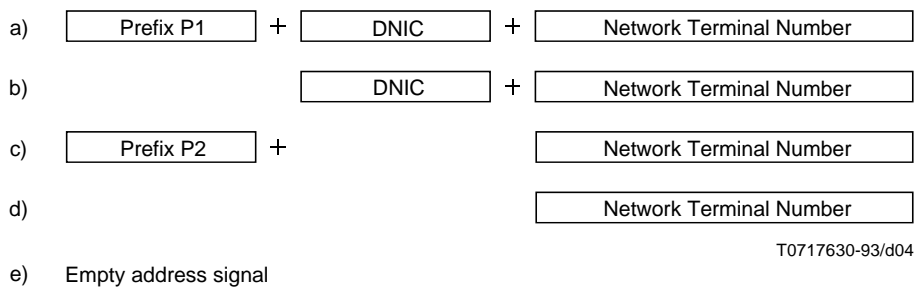 a) Prefix P1 + DNIC + Network Terminal Number
b) DNIC + Network Terminal Number
c) Prefix P2 + Network Terminal Number
d) Network Terminal Number
T0717630-93/d04
e) Empty address signal